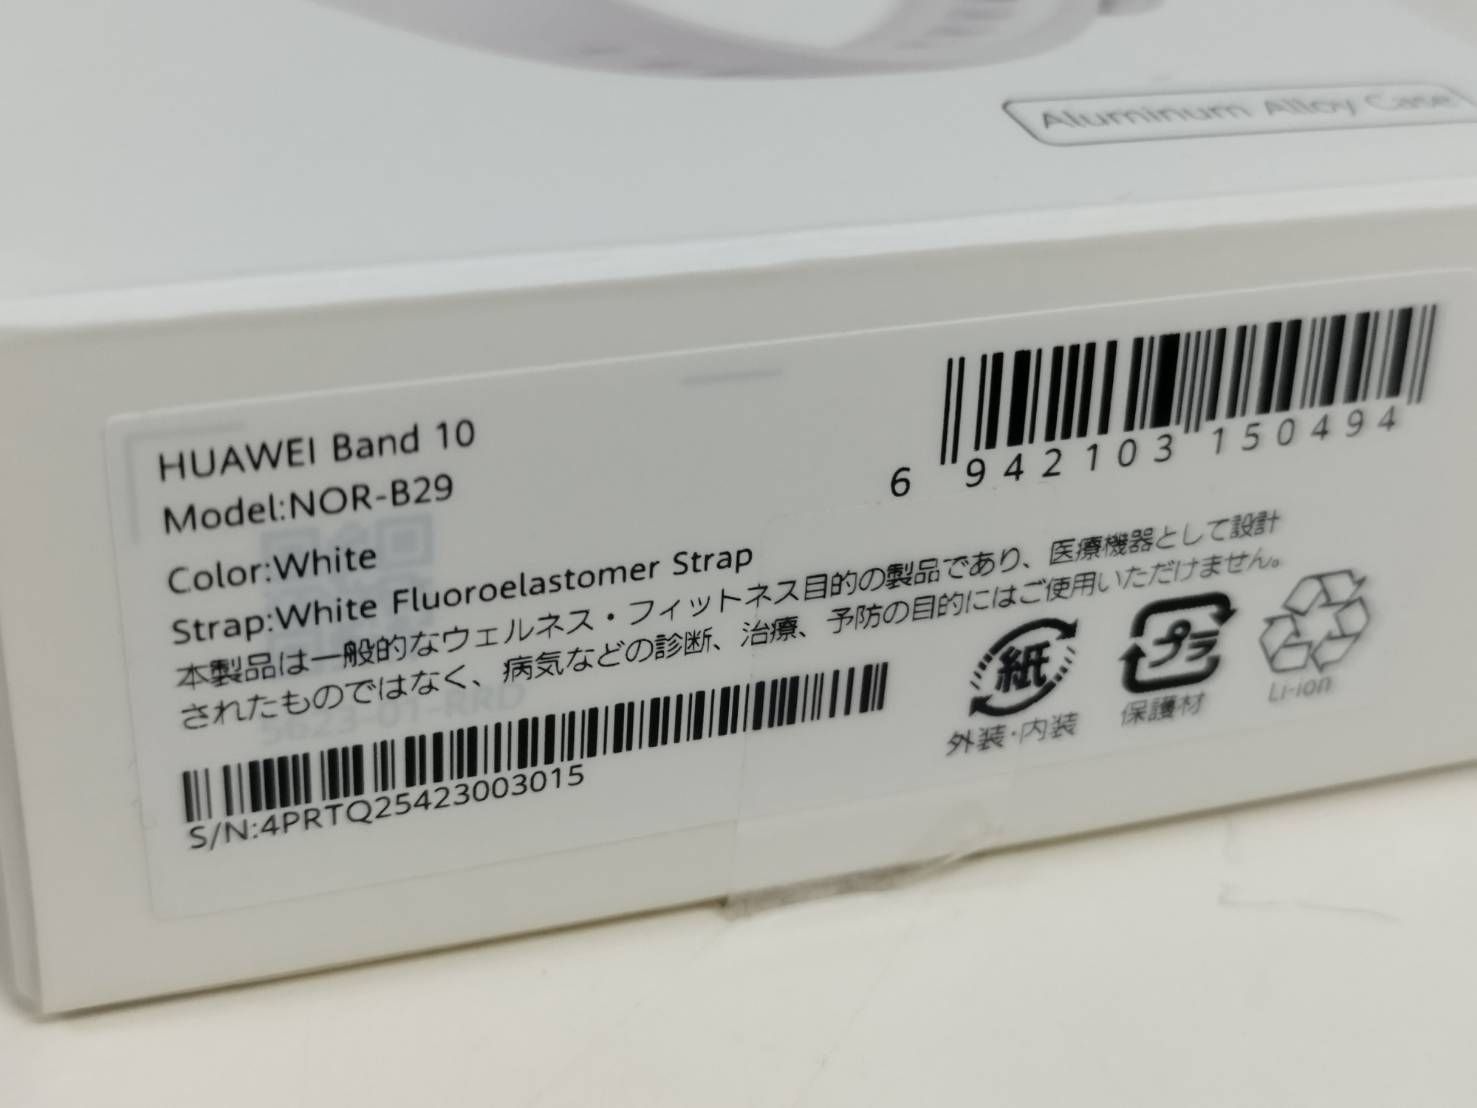 Aluminum Alloy Case
HUAWEI Band 10
Model:NOR-B29
Color:White
Strap:White Fluoroelastomer Strap
本製品は一般的なウェルネス・フィットネス目的の製品であり、医療機器として設計
されたものではなく、病気などの診断、治療、予防の目的にはご使用いただけません。
S/N:4PRTQ25423003015
6 942103 150494
紙
外装・内装
プラ
保護材
Li-ion
5623-01-RRD